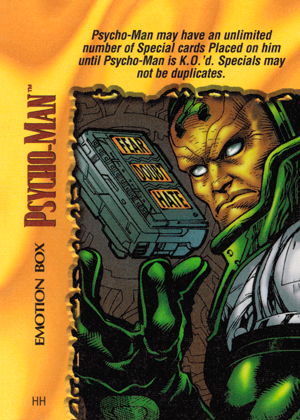 Psycho-Man may have an unlimited
number of Special cards Placed on him
until Psycho-Man is K.O.'d. Specials may
not be duplicates.
PSYCHO-MAN™
EMOTION BOX
FEAR
DOUBT
HATE
HH